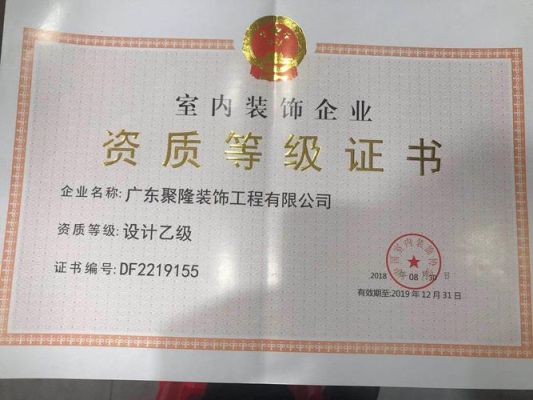 室内装饰企业
资质等级证书
企业名称:广东聚隆装饰工程有限公司
资质等级:设计乙级
证书编号:DF2219155
2018 年 08 月 30 日
有效期至:2019年12月31日